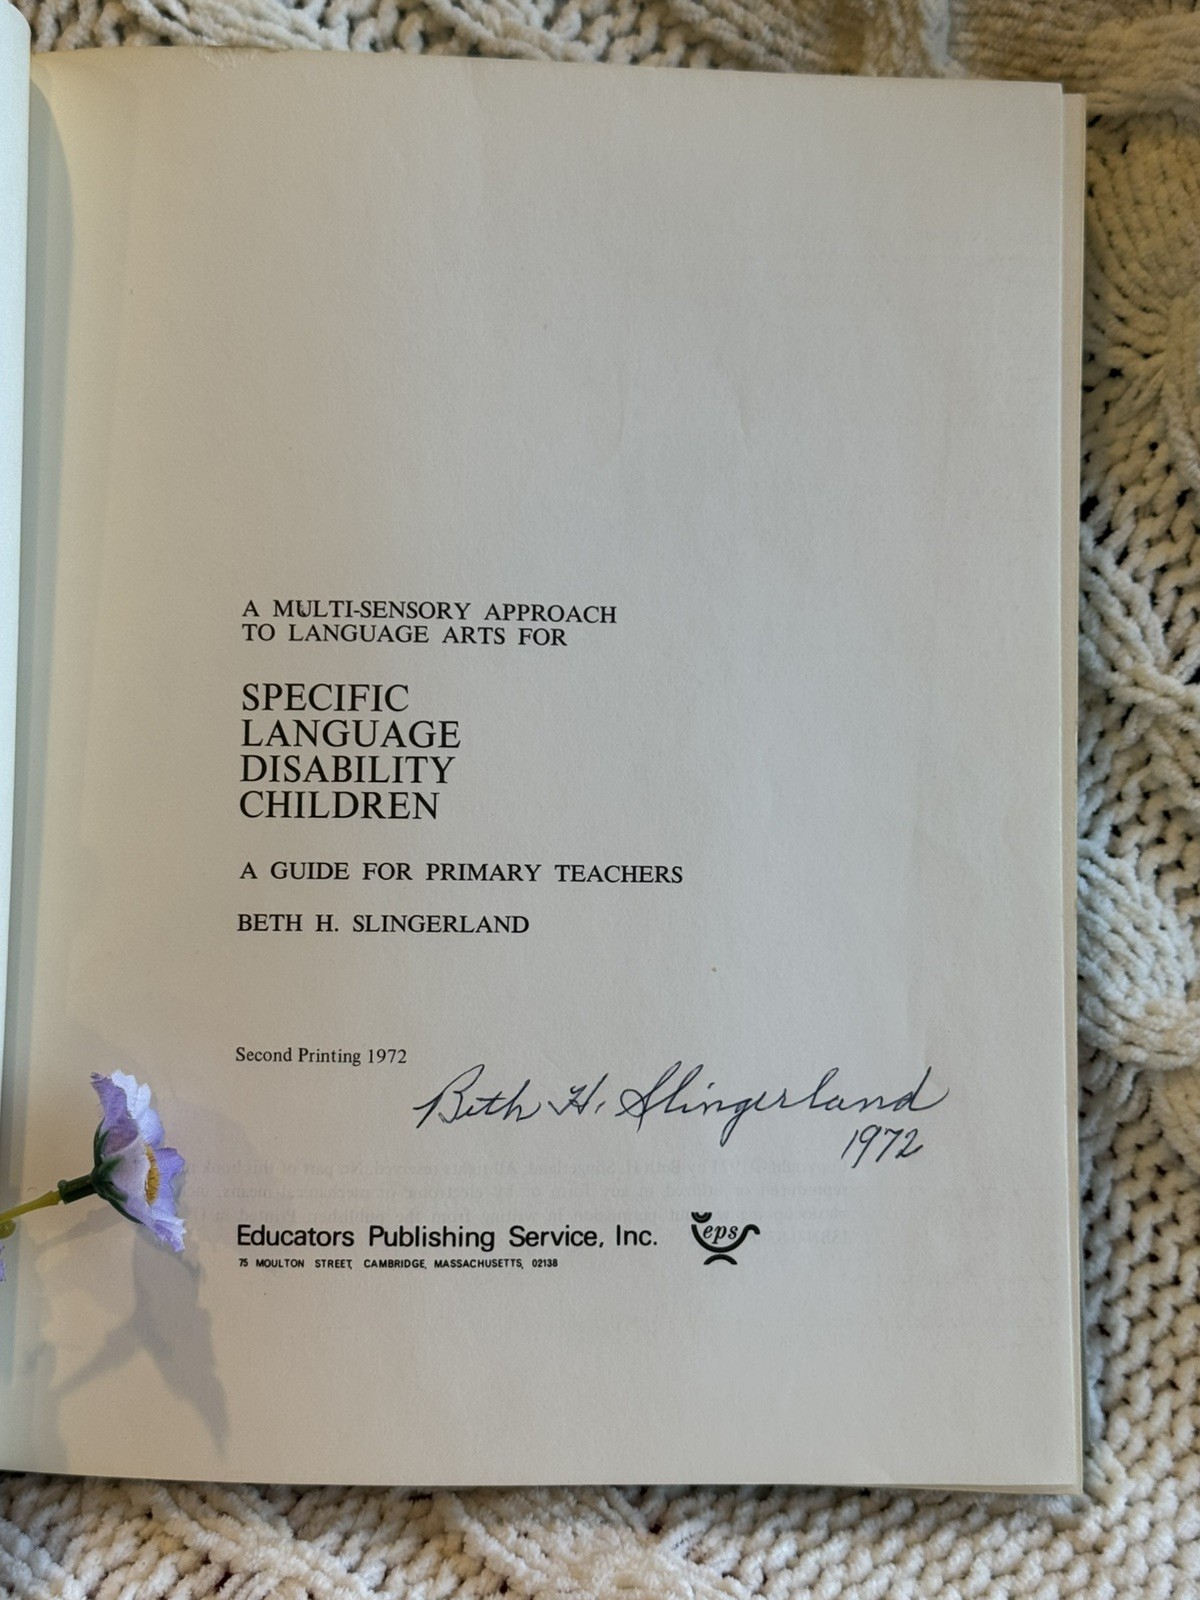 A MULTI-SENSORY APPROACH
TO LANGUAGE ARTS FOR
SPECIFIC
LANGUAGE
DISABILITY
CHILDREN
A GUIDE FOR PRIMARY TEACHERS
BETH H. SLINGERLAND
Second Printing 1972
Beth H. Slingerland
1972
Educators Publishing Service, Inc.
eps
75 MOULTON STREET, CAMBRIDGE, MASSACHUSETTS, 02138